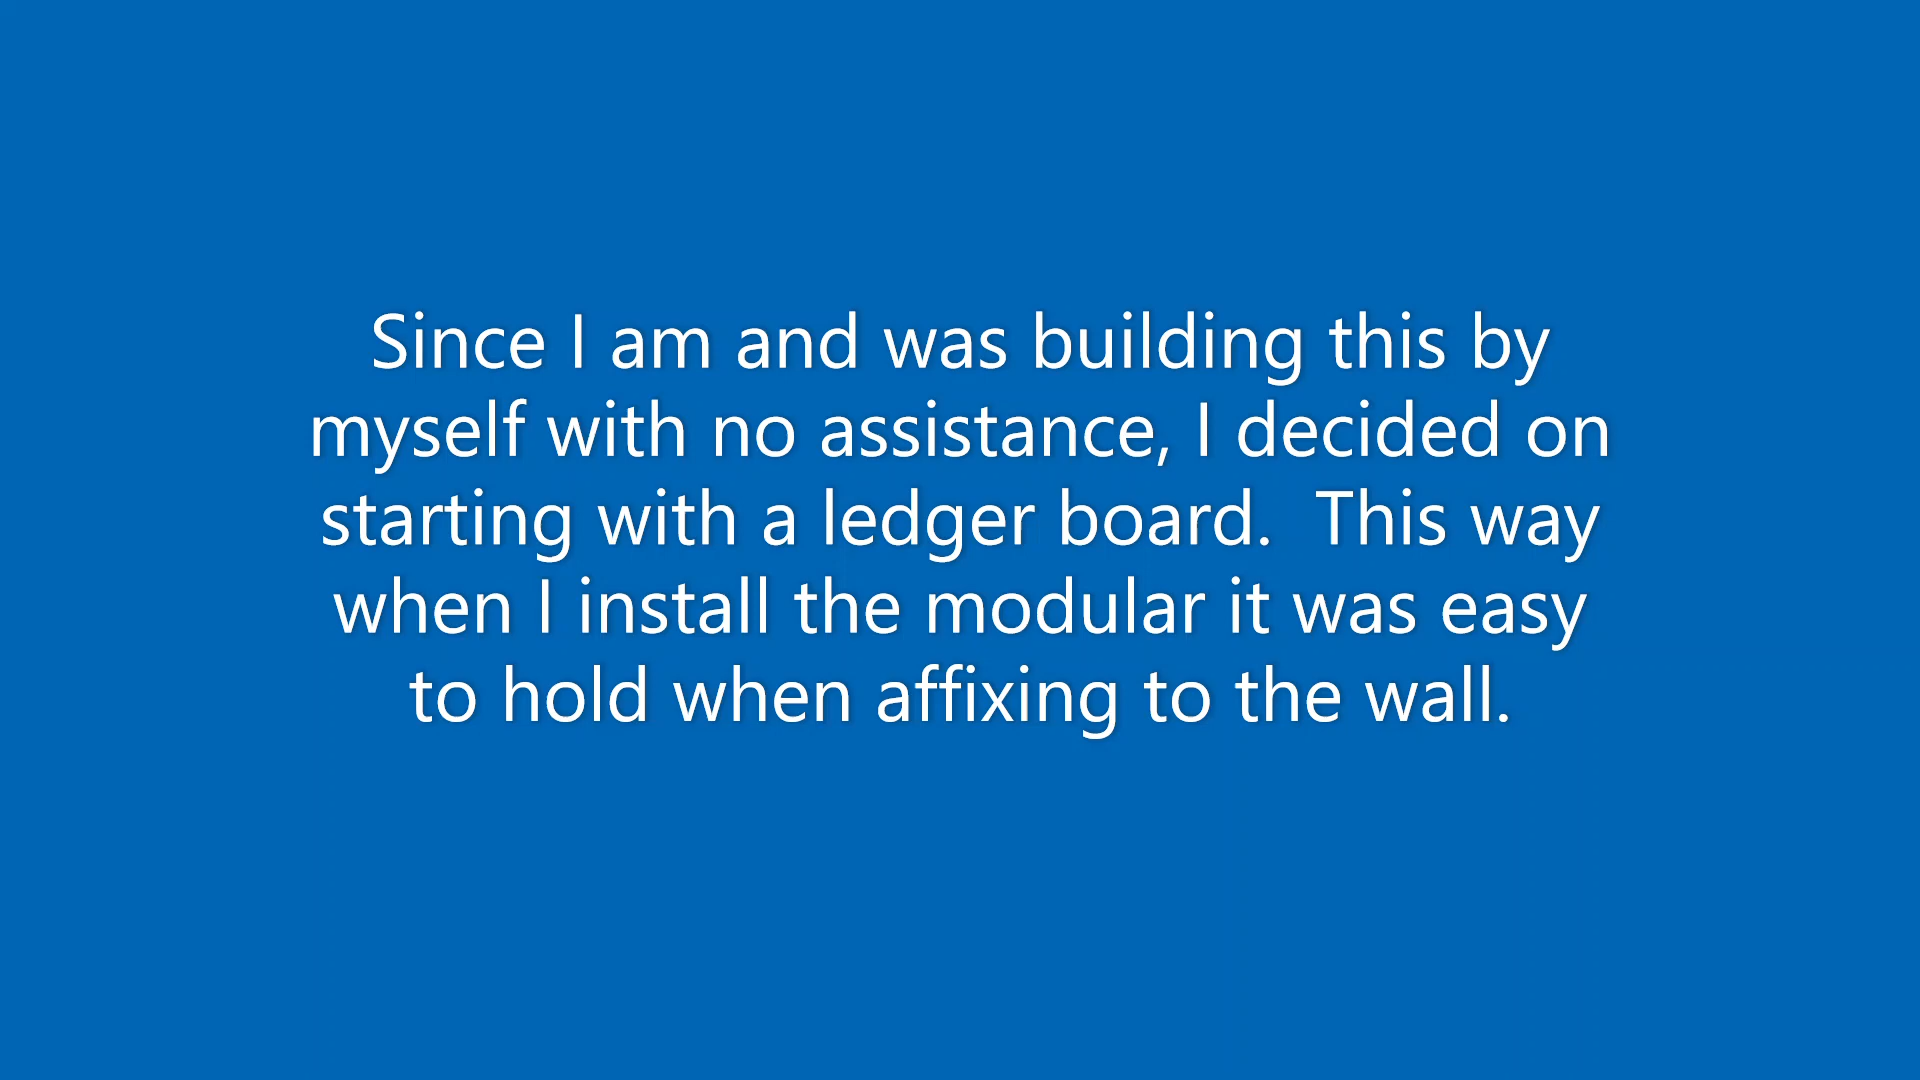 Since I am and was building this by
myself with no assistance, I decided on
starting with a ledger board.  This way
when I install the modular it was easy
to hold when affixing to the wall.